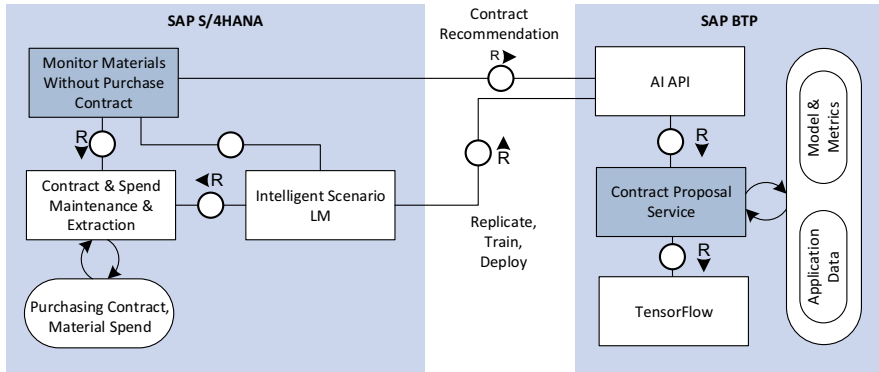 SAP S/4HANA
Monitor Materials
Without Purchase
Contract
R
Contract & Spend
Maintenance &
Extraction
R
Intelligent Scenario
LM
Purchasing Contract,
Material Spend
Contract
Recommendation
R
R
Replicate,
Train,
Deploy
SAP BTP
AI API
R
Contract Proposal
Service
R
TensorFlow
Model &
Metrics
Application
Data